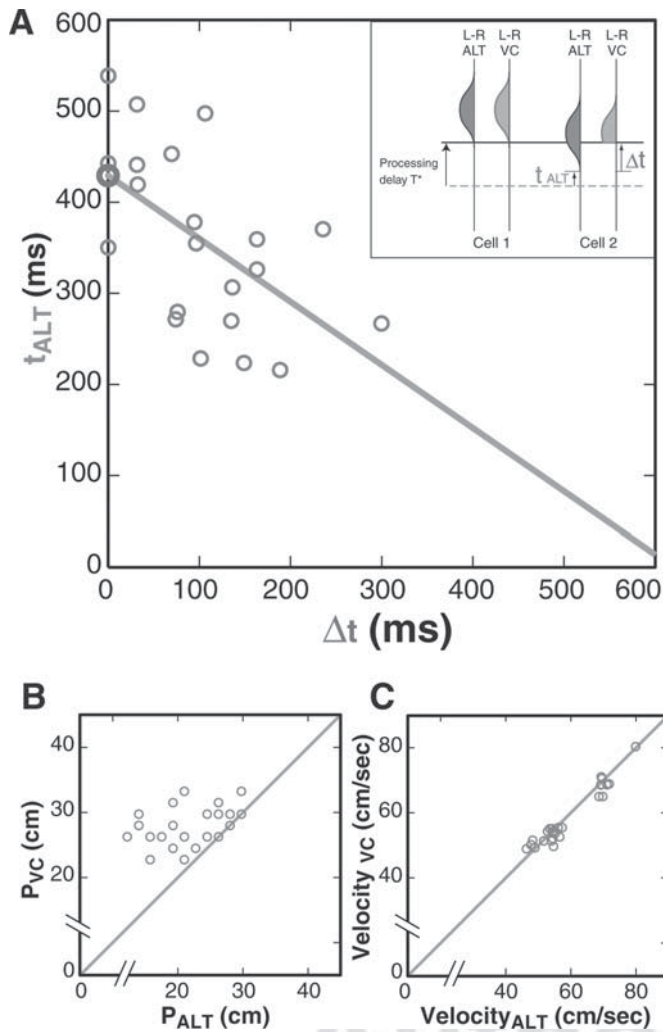 A
600
500
400
300
200
100
0
t ALT (ms)
0 100 200 300 400 500 600
Δt (ms)
L-R L-R L-R L-R
ALT VC ALT VC
Processing
delay T*
t ALT
Δt
Cell 1 Cell 2
B
40
20
0
PVC (cm)
0 20 30 40
PALT (cm)
C
80
60
40
0
Velocity VC (cm/sec)
0 40 60 80
VelocityALT (cm/sec)